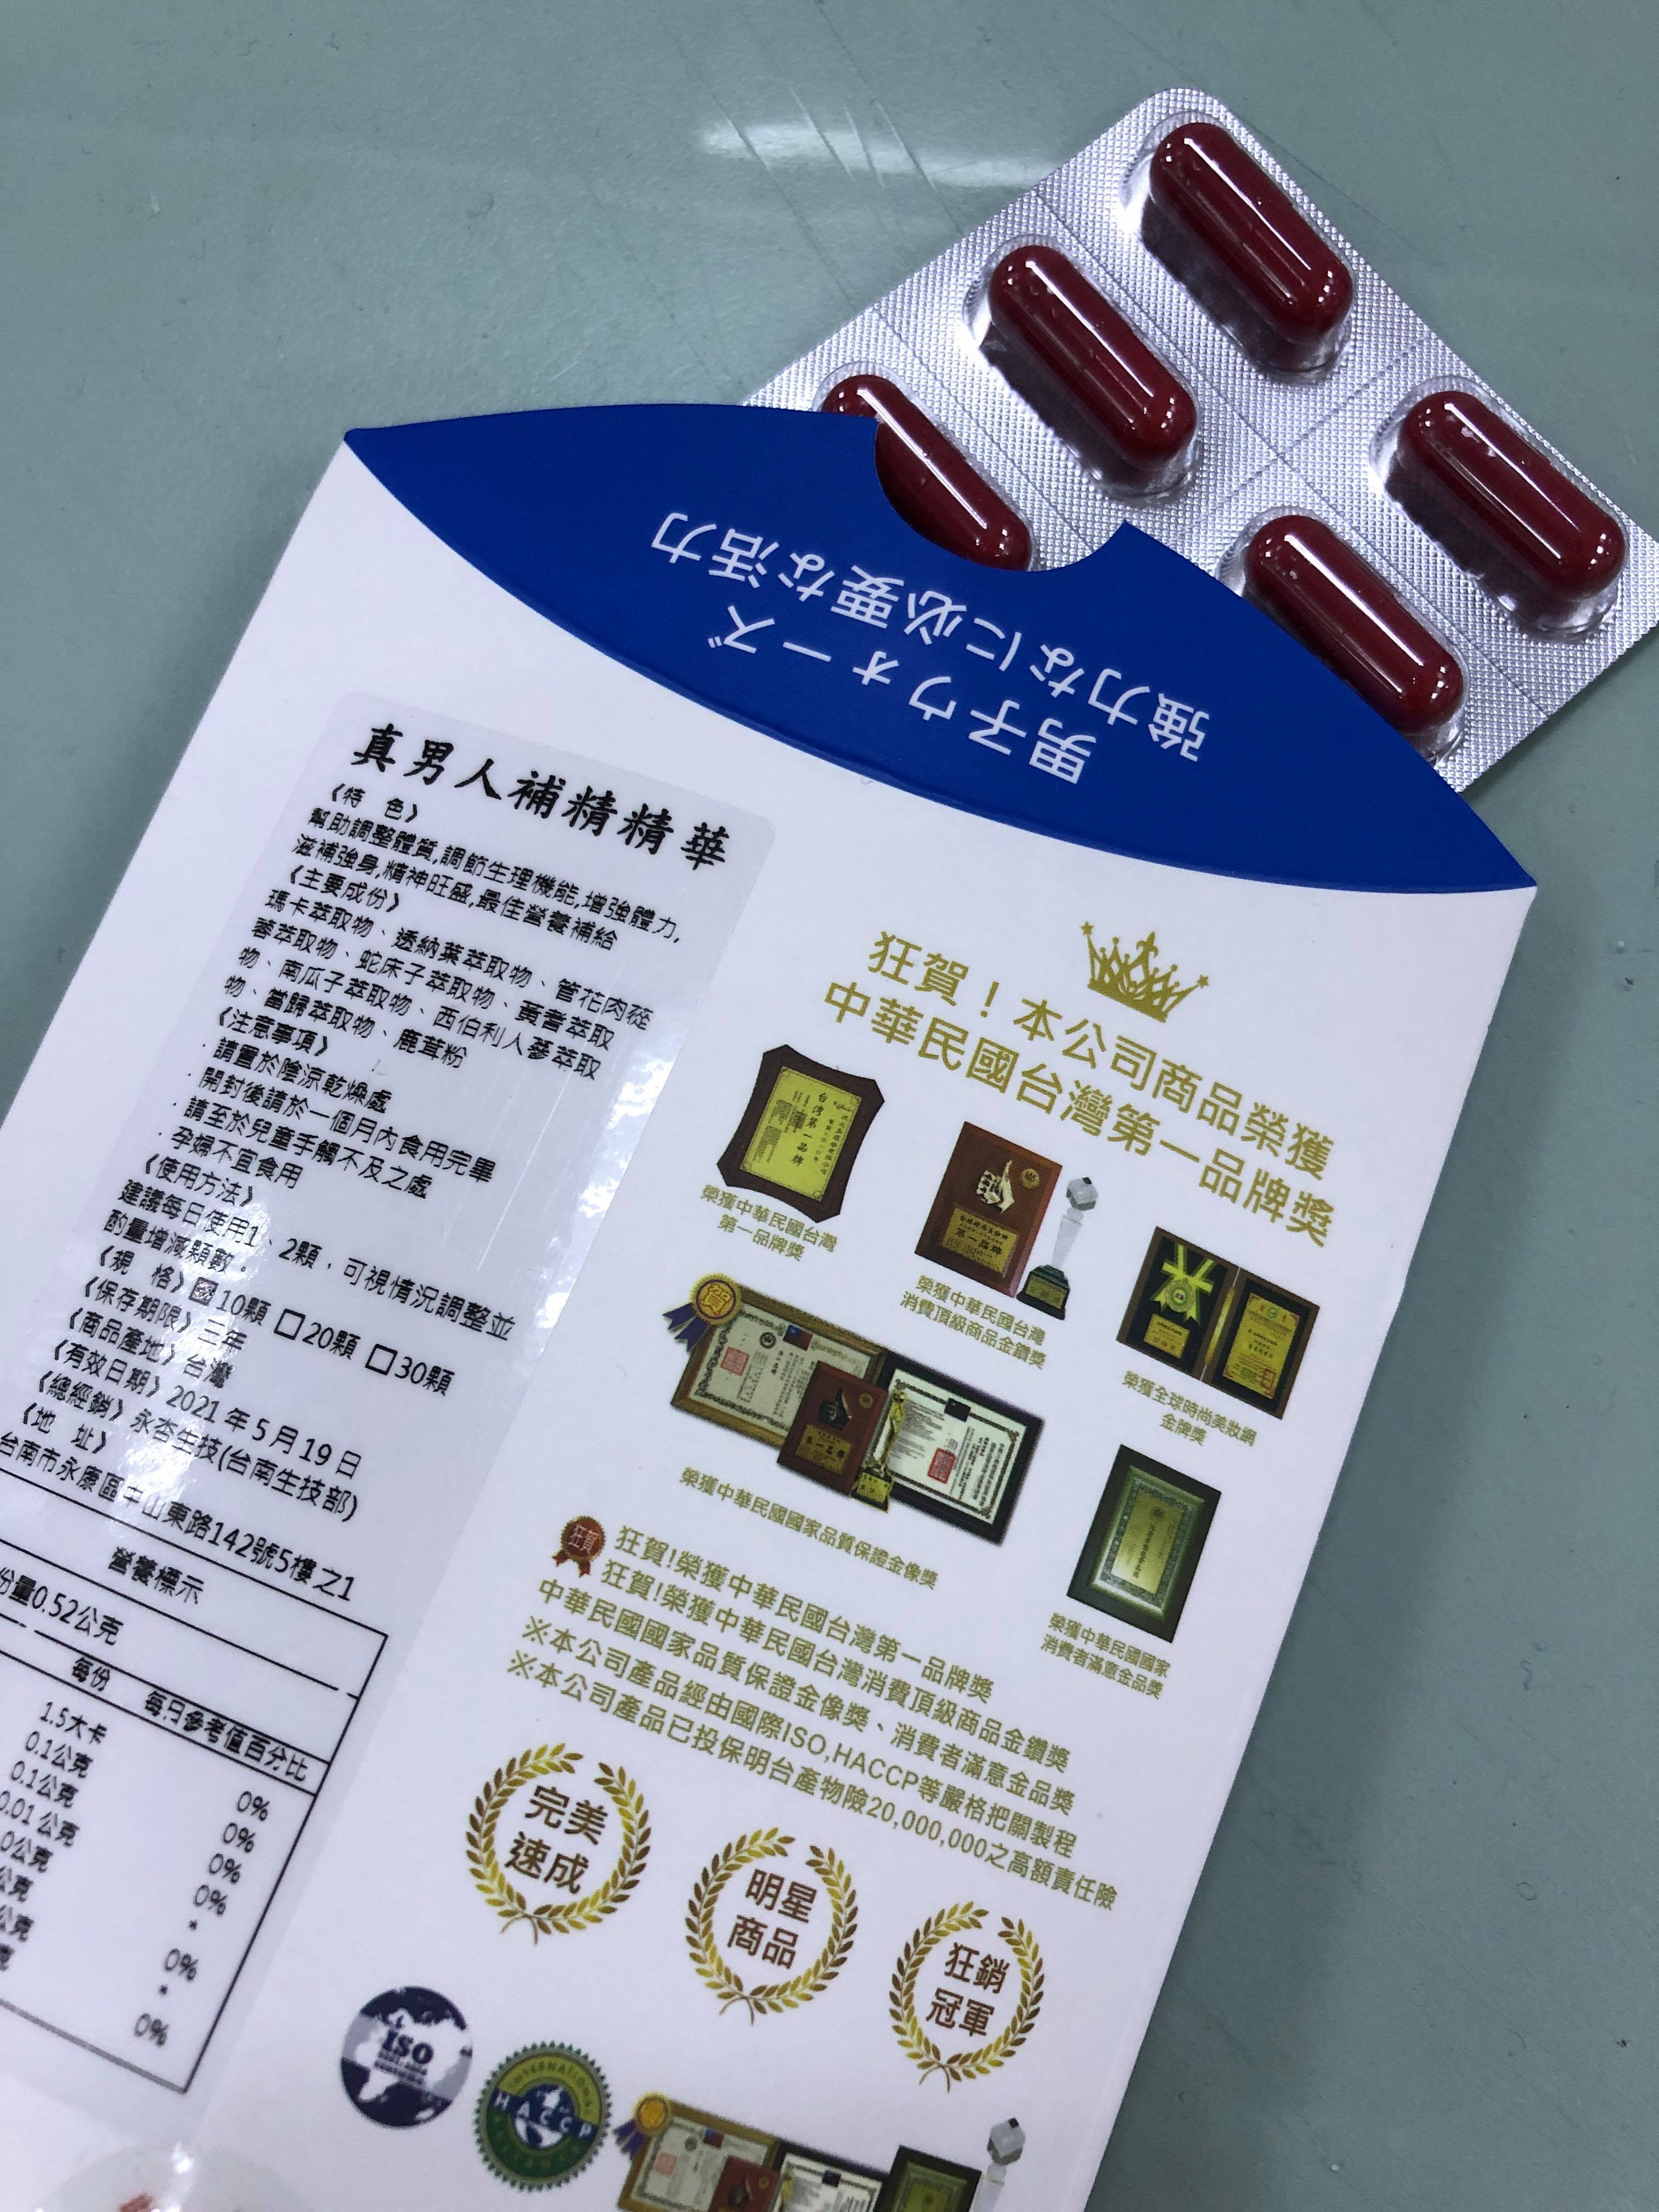 男子ウォーズ
強力なに必要な活力
真男人補精精華
《特 色》
幫助調整體質,調節生理機能,增強體力,
滋補強身,精神旺盛,最佳營養補給
《主要成份》
瑪卡萃取物、透納葉萃取物、管花肉蓯
蓉萃取物、蛇床子萃取物、黃耆萃取
物、南瓜子萃取物、西伯利人蔘萃取
物、當歸萃取物、鹿茸粉
《注意事項》
·請置於陰涼乾燥處
·開封後請於一個月內食用完畢
·請至於兒童手觸不及之處
·孕婦不宜食用
《使用方法》
建議每日使用1、2顆，可視情況調整並
酌量增減顆數。
《規 格》☒10顆 □20顆 □30顆
《保存期限》三年
《商品產地》台灣
《有效日期》2021年5月19日
《總經銷》永杏生技(台南生技部)
《地 址》
台南市永康區中山東路142號5樓之1
營養標示
份量0.52公克
每份 每日參考值百分比
1.5大卡 0%
0.1公克 0%
0.1公克 0%
0.01公克 0%
0公克 *
公克 0%
公克 *
克 0%
狂賀！本公司商品榮獲
中華民國台灣第一品牌獎
台灣第一品牌
榮獲中華民國台灣
第一品牌獎
第一品牌
榮獲中華民國台灣
消費頂級商品金鑽獎
榮獲全球時尚美妝網
金牌獎
賀
第一品牌
榮獲中華民國國家品質保證金像獎
榮獲中華民國國家
消費者滿意金品獎
狂賀
狂賀!榮獲中華民國台灣第一品牌獎
狂賀!榮獲中華民國台灣消費頂級商品金鑽獎
中華民國國家品質保證金像獎、消費者滿意金品獎
※本公司產品經由國際ISO,HACCP等嚴格把關製程
※本公司產品已投保明台產物險20,000,000之高額責任險
完美
速成
明星
商品
狂銷
冠軍
ISO
INTERNATIONAL
HACCP